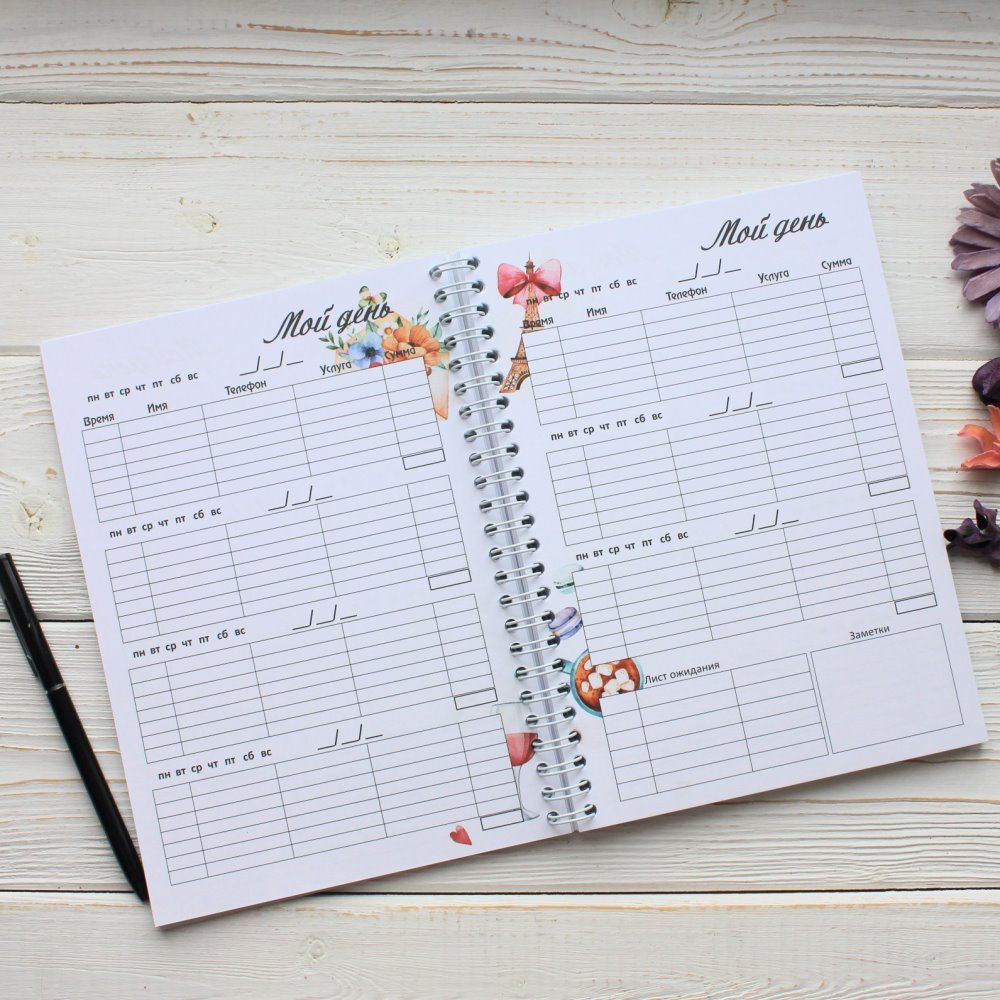 Мой день
пн вт ср чт пт сб вс __/__/__
Время Имя Телефон Услуга Сумма
пн вт ср чт пт сб вс __/__/__
пн вт ср чт пт сб вс __/__/__
пн вт ср чт пт сб вс __/__/__
Мой день
пн вт ср чт пт сб вс __/__/__
Время Имя Телефон Услуга Сумма
пн вт ср чт пт сб вс __/__/__
пн вт ср чт пт сб вс __/__/__
Лист ожидания Заметки